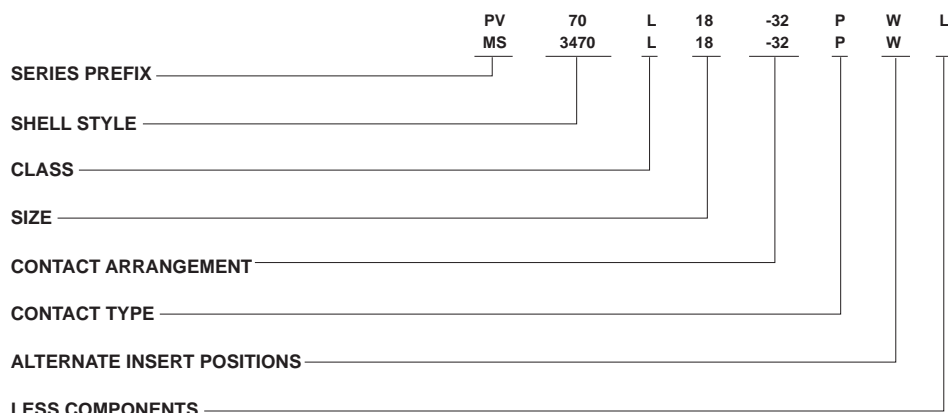 PV 70 L 18 -32 P W L
MS 3470 L 18 -32 P W
SERIES PREFIX
SHELL STYLE
CLASS
SIZE
CONTACT ARRANGEMENT
CONTACT TYPE
ALTERNATE INSERT POSITIONS
LESS COMPONENTS